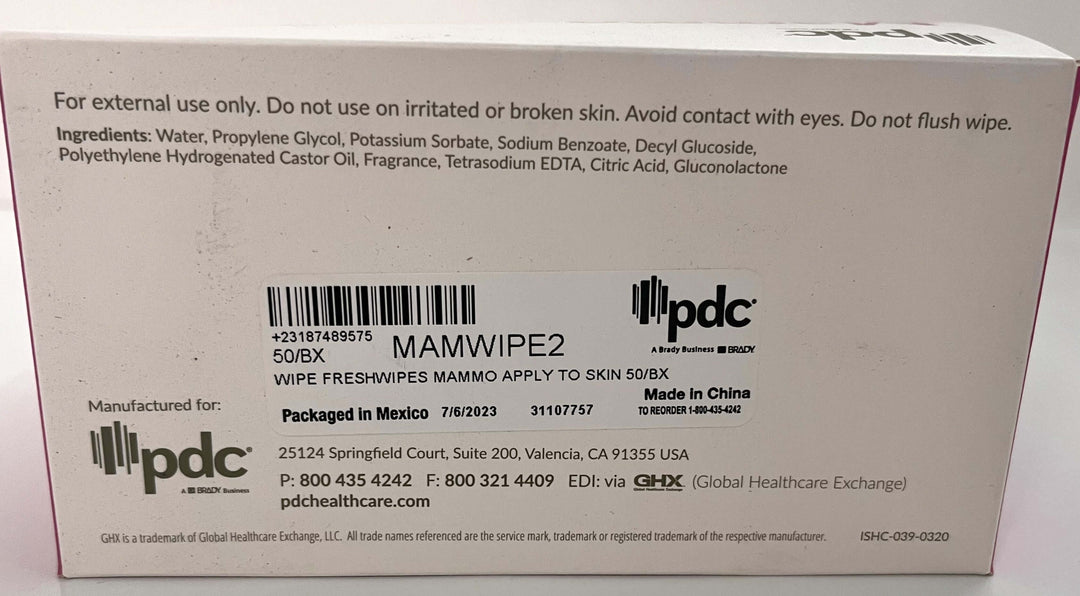 pdc
For external use only. Do not use on irritated or broken skin. Avoid contact with eyes. Do not flush wipe.
Ingredients: Water, Propylene Glycol, Potassium Sorbate, Sodium Benzoate, Decyl Glucoside,
Polyethylene Hydrogenated Castor Oil, Fragrance, Tetrasodium EDTA, Citric Acid, Gluconolactone
+23187489575
50/BX
MAMWIPE2
pdc
A Brady Business BRADY
WIPE FRESHWIPES MAMMO APPLY TO SKIN 50/BX
Made in China
Packaged in Mexico 7/6/2023 31107757
TO REORDER 1-800-435-4242
Manufactured for:
pdc®
A BRADY Business
25124 Springfield Court, Suite 200, Valencia, CA 91355 USA
P: 800 435 4242 F: 800 321 4409 EDI: via GHX (Global Healthcare Exchange)
Global Healthcare Exchange
pdchealthcare.com
GHX is a trademark of Global Healthcare Exchange, LLC. All trade names referenced are the service mark, trademark or registered trademark of the respective manufacturer.
ISHC-039-0320